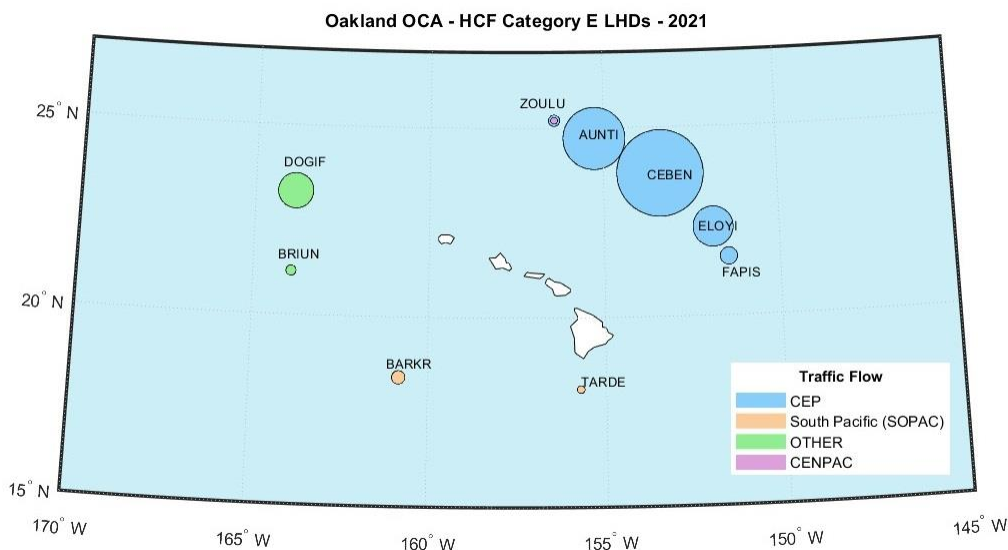 Oakland OCA - HCF Category E LHDs - 2021
25° N
20° N
15° N
170° W
165° W
160° W
155° W
150° W
145° W
ZOULU
AUNTI
CEBEN
DOGIF
ELOYI
BRIUN
FAPIS
BARKR
TARDE
Traffic Flow
CEP
South Pacific (SOPAC)
OTHER
CENPAC